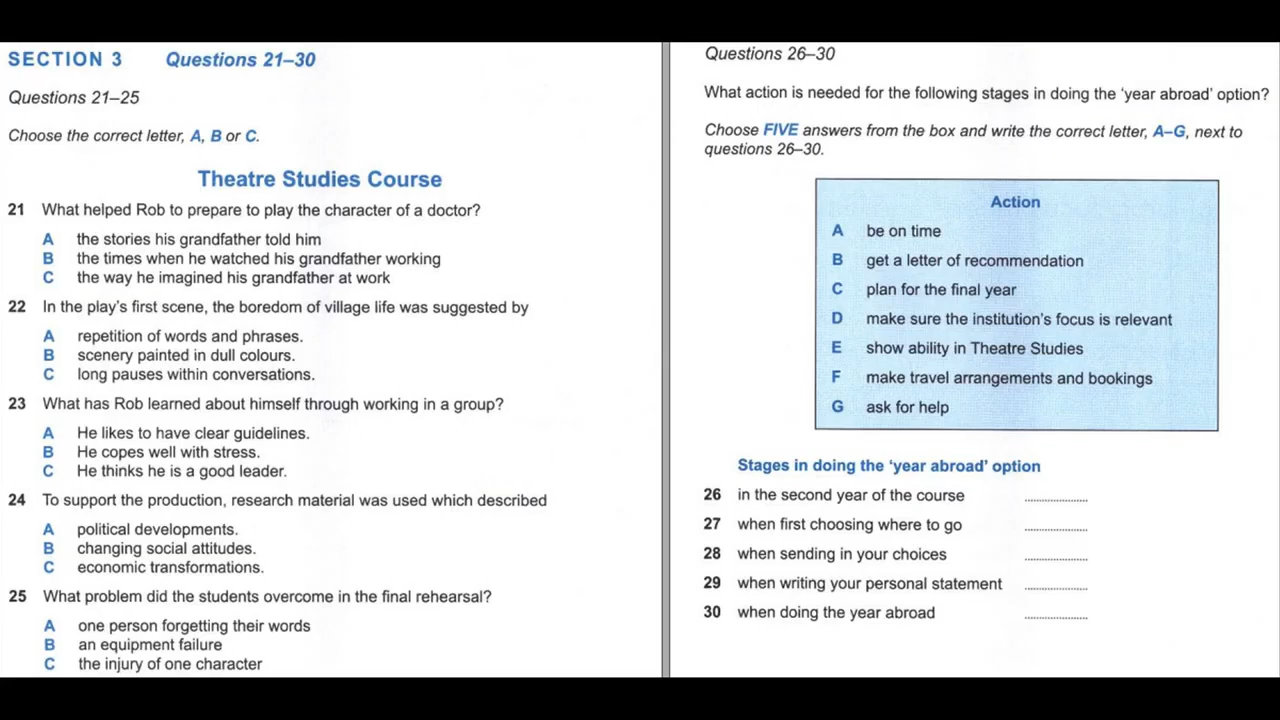 SECTION 3 Questions 21–30
Questions 21–25
Choose the correct letter, A, B or C.
Theatre Studies Course
21 What helped Rob to prepare to play the character of a doctor?
A the stories his grandfather told him
B the times when he watched his grandfather working
C the way he imagined his grandfather at work
22 In the play's first scene, the boredom of village life was suggested by
A repetition of words and phrases.
B scenery painted in dull colours.
C long pauses within conversations.
23 What has Rob learned about himself through working in a group?
A He likes to have clear guidelines.
B He copes well with stress.
C He thinks he is a good leader.
24 To support the production, research material was used which described
A political developments.
B changing social attitudes.
C economic transformations.
25 What problem did the students overcome in the final rehearsal?
A one person forgetting their words
B an equipment failure
C the injury of one character
Questions 26–30
What action is needed for the following stages in doing the 'year abroad' option?
Choose FIVE answers from the box and write the correct letter, A–G, next to
questions 26–30.
Action
A be on time
B get a letter of recommendation
C plan for the final year
D make sure the institution's focus is relevant
E show ability in Theatre Studies
F make travel arrangements and bookings
G ask for help
Stages in doing the 'year abroad' option
26 in the second year of the course ....................
27 when first choosing where to go ....................
28 when sending in your choices ....................
29 when writing your personal statement ....................
30 when doing the year abroad ....................